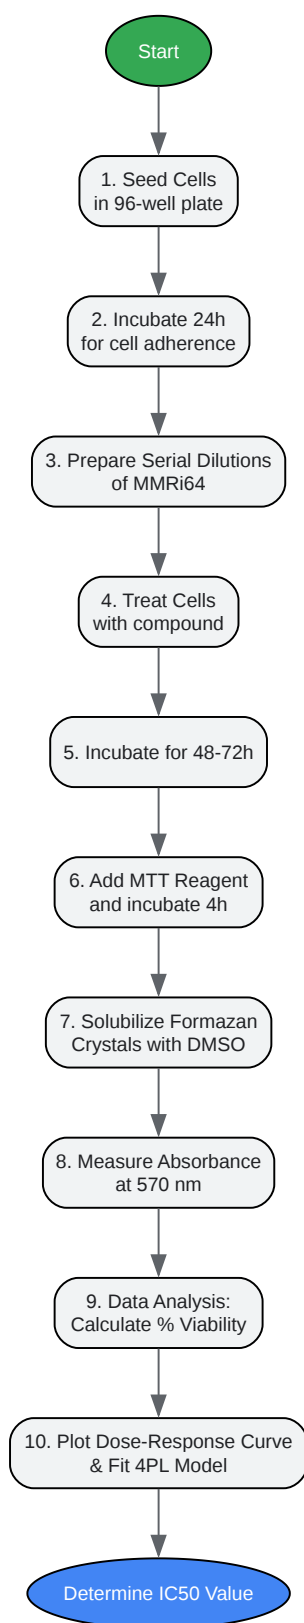 Start
1. Seed Cells
in 96-well plate
2. Incubate 24h
for cell adherence
3. Prepare Serial Dilutions
of MMRi64
4. Treat Cells
with compound
5. Incubate for 48-72h
6. Add MTT Reagent
and incubate 4h
7. Solubilize Formazan
Crystals with DMSO
8. Measure Absorbance
at 570 nm
9. Data Analysis:
Calculate % Viability
10. Plot Dose-Response Curve
& Fit 4PL Model
Determine IC50 Value